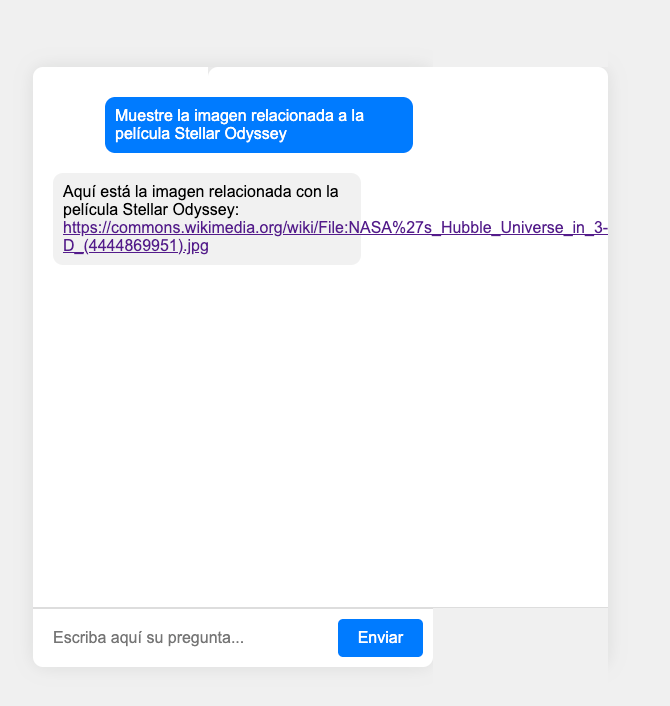 Muestre la imagen relacionada a la
película Stellar Odyssey
Aquí está la imagen relacionada con la
película Stellar Odyssey:
https://commons.wikimedia.org/wiki/File:NASA%27s_Hubble_Universe_in_3-
D_(4444869951).jpg
Escriba aquí su pregunta...
Enviar